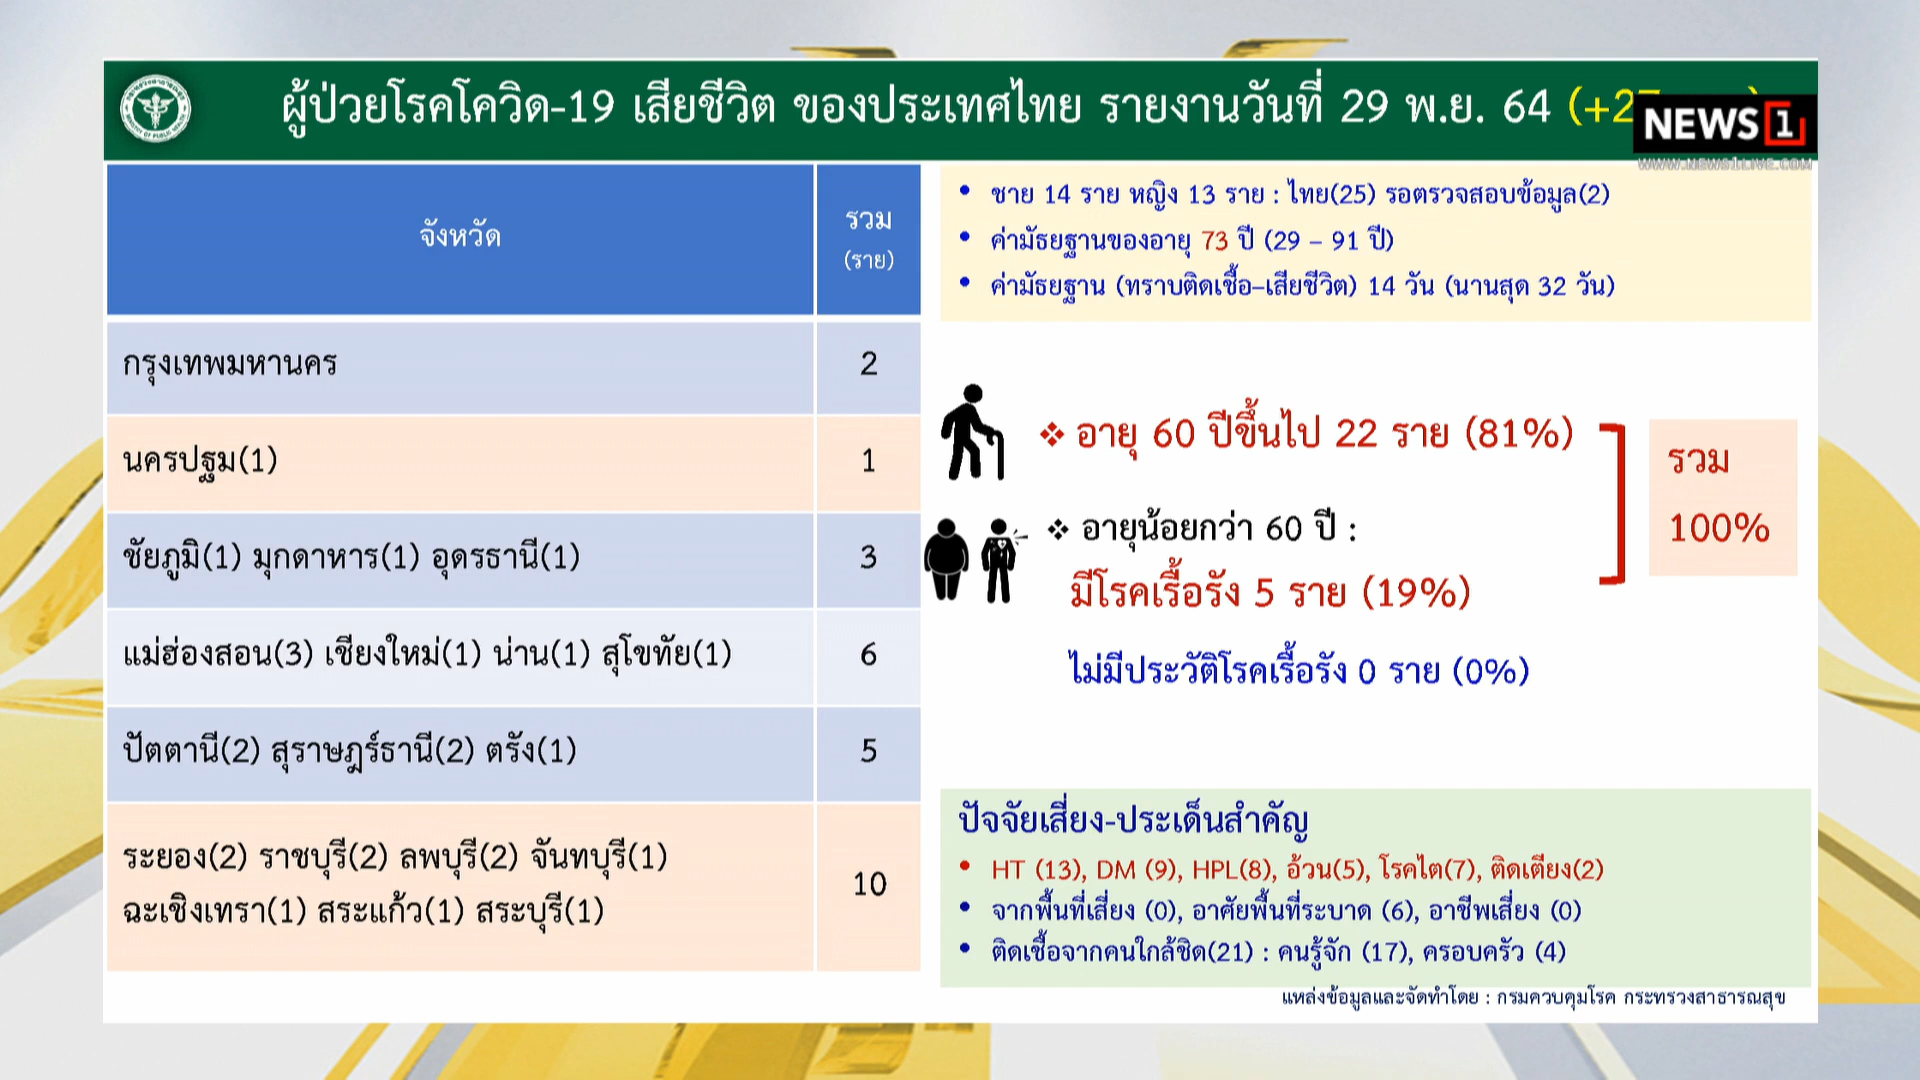 ผู้ป่วยโรคโควิด-19 เสียชีวิต ของประเทศไทย รายงานวันที่ 29 พ.ย. 64 (+27
NEWS 1
WWW.NEWS1LIVE.COM
จังหวัด
รวม
(ราย)
กรุงเทพมหานคร
2
นครปฐม(1)
1
ชัยภูมิ(1) มุกดาหาร(1) อุดรธานี(1)
3
แม่ฮ่องสอน(3) เชียงใหม่(1) น่าน(1) สุโขทัย(1)
6
ปัตตานี(2) สุราษฎร์ธานี(2) ตรัง(1)
5
ระยอง(2) ราชบุรี(2) ลพบุรี(2) จันทบุรี(1)
ฉะเชิงเทรา(1) สระแก้ว(1) สระบุรี(1)
10
• ชาย 14 ราย หญิง 13 ราย : ไทย(25) รอตรวจสอบข้อมูล(2)
• ค่ามัธยฐานของอายุ 73 ปี (29 – 91 ปี)
• ค่ามัธยฐาน (ทราบติดเชื้อ–เสียชีวิต) 14 วัน (นานสุด 32 วัน)
❖ อายุ 60 ปีขึ้นไป 22 ราย (81%)
❖ อายุน้อยกว่า 60 ปี :
มีโรคเรื้อรัง 5 ราย (19%)
ไม่มีประวัติโรคเรื้อรัง 0 ราย (0%)
รวม
100%
ปัจจัยเสี่ยง-ประเด็นสำคัญ
• HT (13), DM (9), HPL(8), อ้วน(5), โรคไต(7), ติดเตียง(2)
• จากพื้นที่เสี่ยง (0), อาศัยพื้นที่ระบาด (6), อาชีพเสี่ยง (0)
• ติดเชื้อจากคนใกล้ชิด(21) : คนรู้จัก (17), ครอบครัว (4)
แหล่งข้อมูลและจัดทำโดย : กรมควบคุมโรค กระทรวงสาธารณสุข